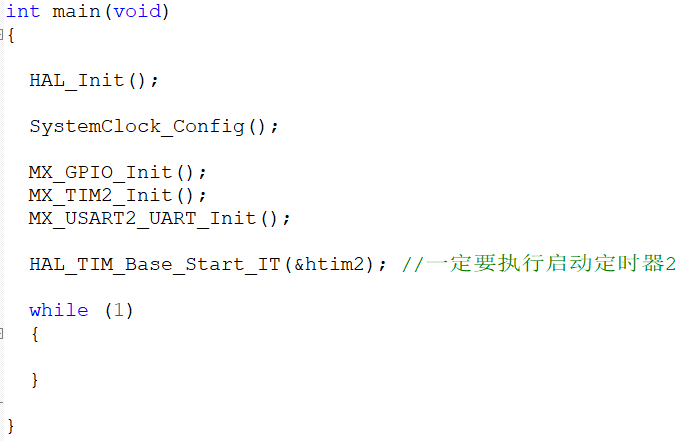 int main(void)
{
HAL_Init();
SystemClock_Config();
MX_GPIO_Init();
MX_TIM2_Init();
MX_USART2_UART_Init();
HAL_TIM_Base_Start_IT(&htim2); //一定要执行启动定时器2
while (1)
{
}
}